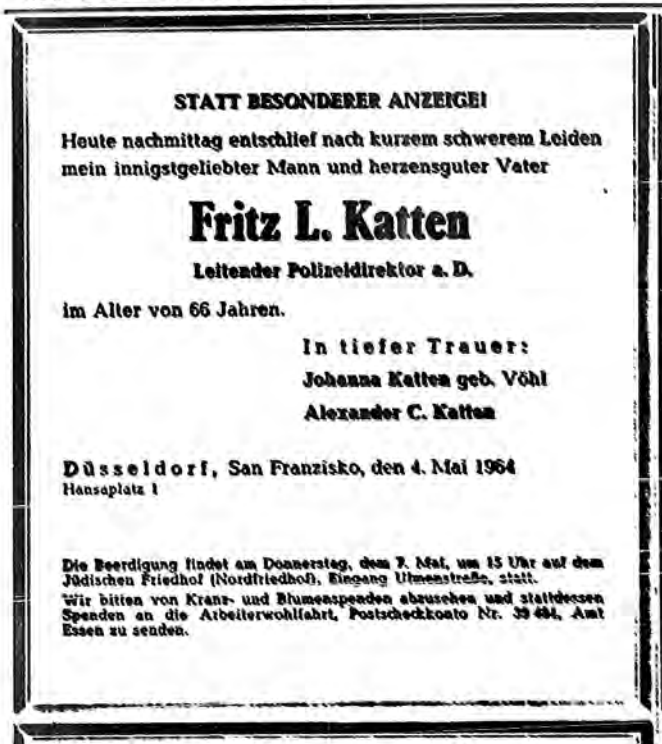 STATT BESONDERER ANZEIGE!
Heute nachmittag entschlief nach kurzem schwerem Leiden
mein innigstgeliebter Mann und herzensguter Vater
Fritz L. Katten
Leitender Polizeidirektor a. D.
im Alter von 66 Jahren.
In tiefer Trauer:
Johanna Katten geb. Vöhl
Alexander C. Katten
Düsseldorf, San Franzisko, den 4. Mai 1964
Hansaplatz 1
Die Beerdigung findet am Donnerstag, dem 7. Mai, um 15 Uhr auf dem
Jüdischen Friedhof (Nordfriedhof), Eingang Ulmenstraße, statt.
Wir bitten von Kranz- und Blumenspenden abzusehen und stattdessen
Spenden an die Arbeiterwohlfahrt, Postscheckkonto Nr. 39 484, Amt
Essen zu senden.